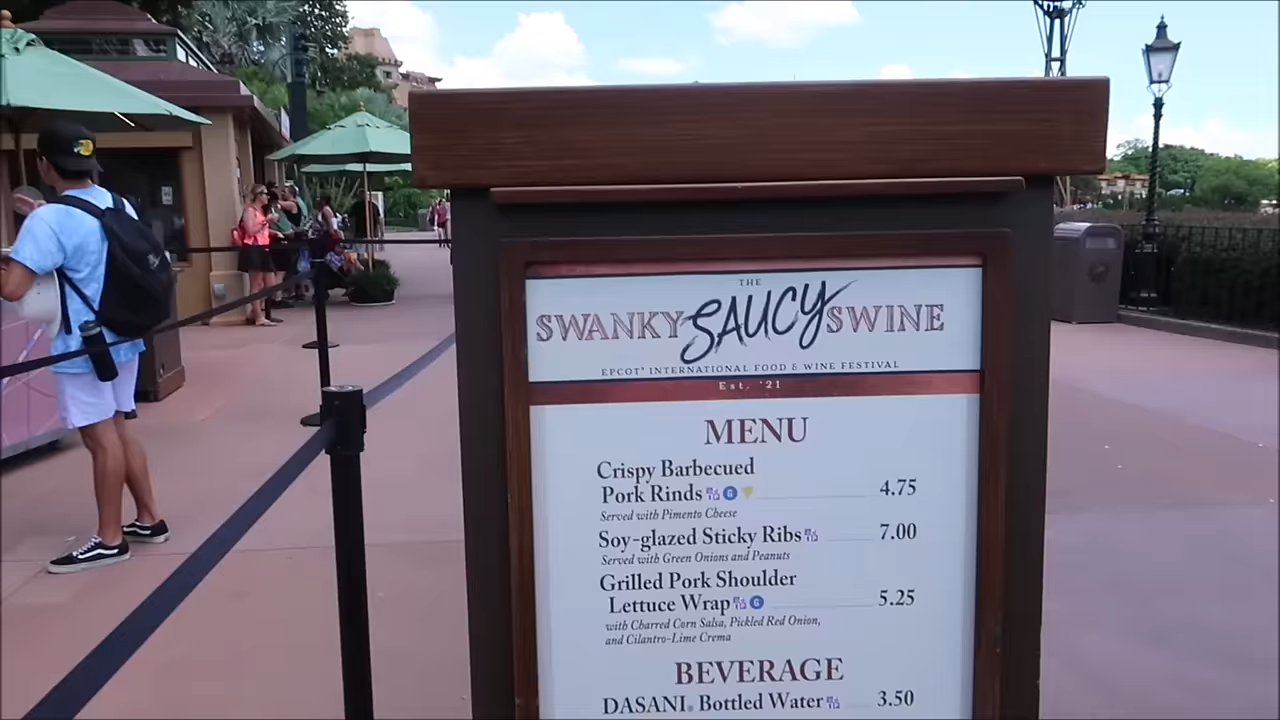 THE
SWANKY SAUCY SWINE
EPCOT® INTERNATIONAL FOOD & WINE FESTIVAL
Est. '21
MENU
Crispy Barbecued
Pork Rinds G 4.75
Served with Pimento Cheese
Soy-glazed Sticky Ribs 7.00
Served with Green Onions and Peanuts
Grilled Pork Shoulder
Lettuce Wrap G 5.25
with Charred Corn Salsa, Pickled Red Onion,
and Cilantro-Lime Crema
BEVERAGE
DASANI® Bottled Water 3.50